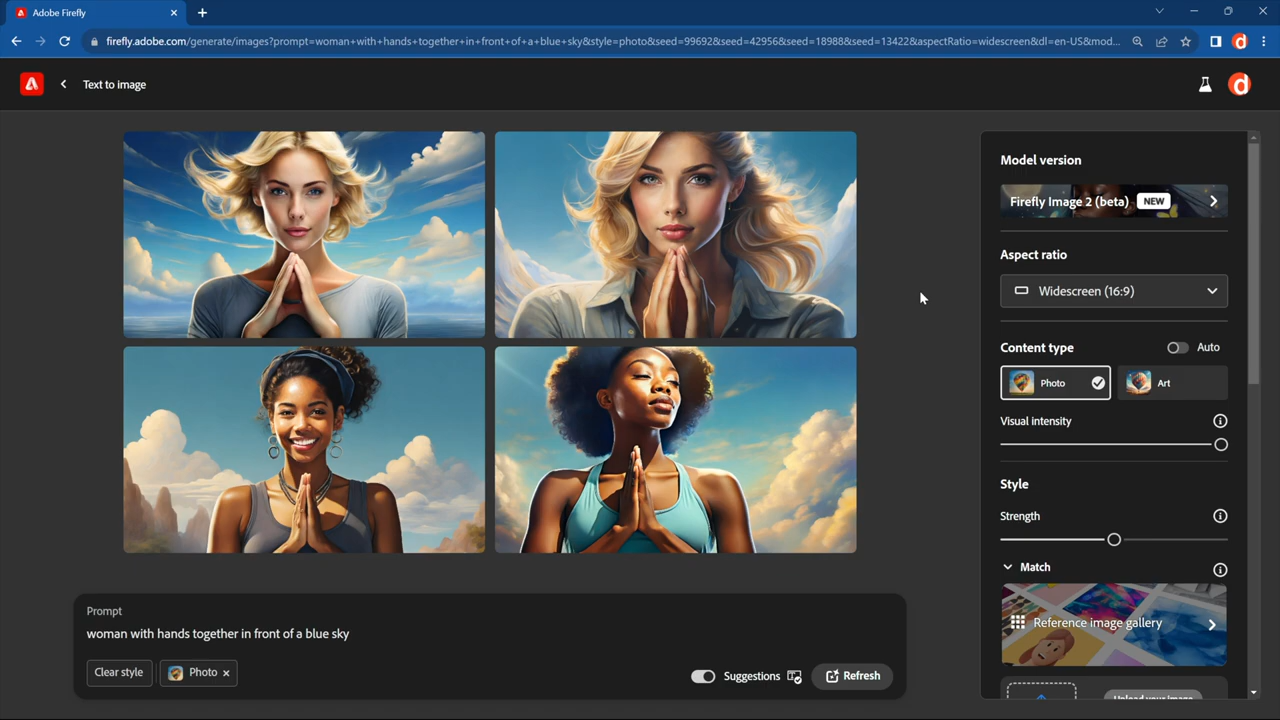 Adobe Firefly
firefly.adobe.com/generate/images?prompt=woman+with+hands+together+in+front+of+a+blue+sky&style=photo&seed=99692&seed=42956&seed=18988&seed=13422&aspectRatio=widescreen&dl=en-US&mod...
Text to image
Model version
Firefly Image 2 (beta) NEW
Aspect ratio
Widescreen (16:9)
Content type Auto
Photo Art
Visual intensity
Style
Strength
Match
Reference image gallery
Upload your image
Prompt
woman with hands together in front of a blue sky
Clear style Photo
Suggestions Refresh